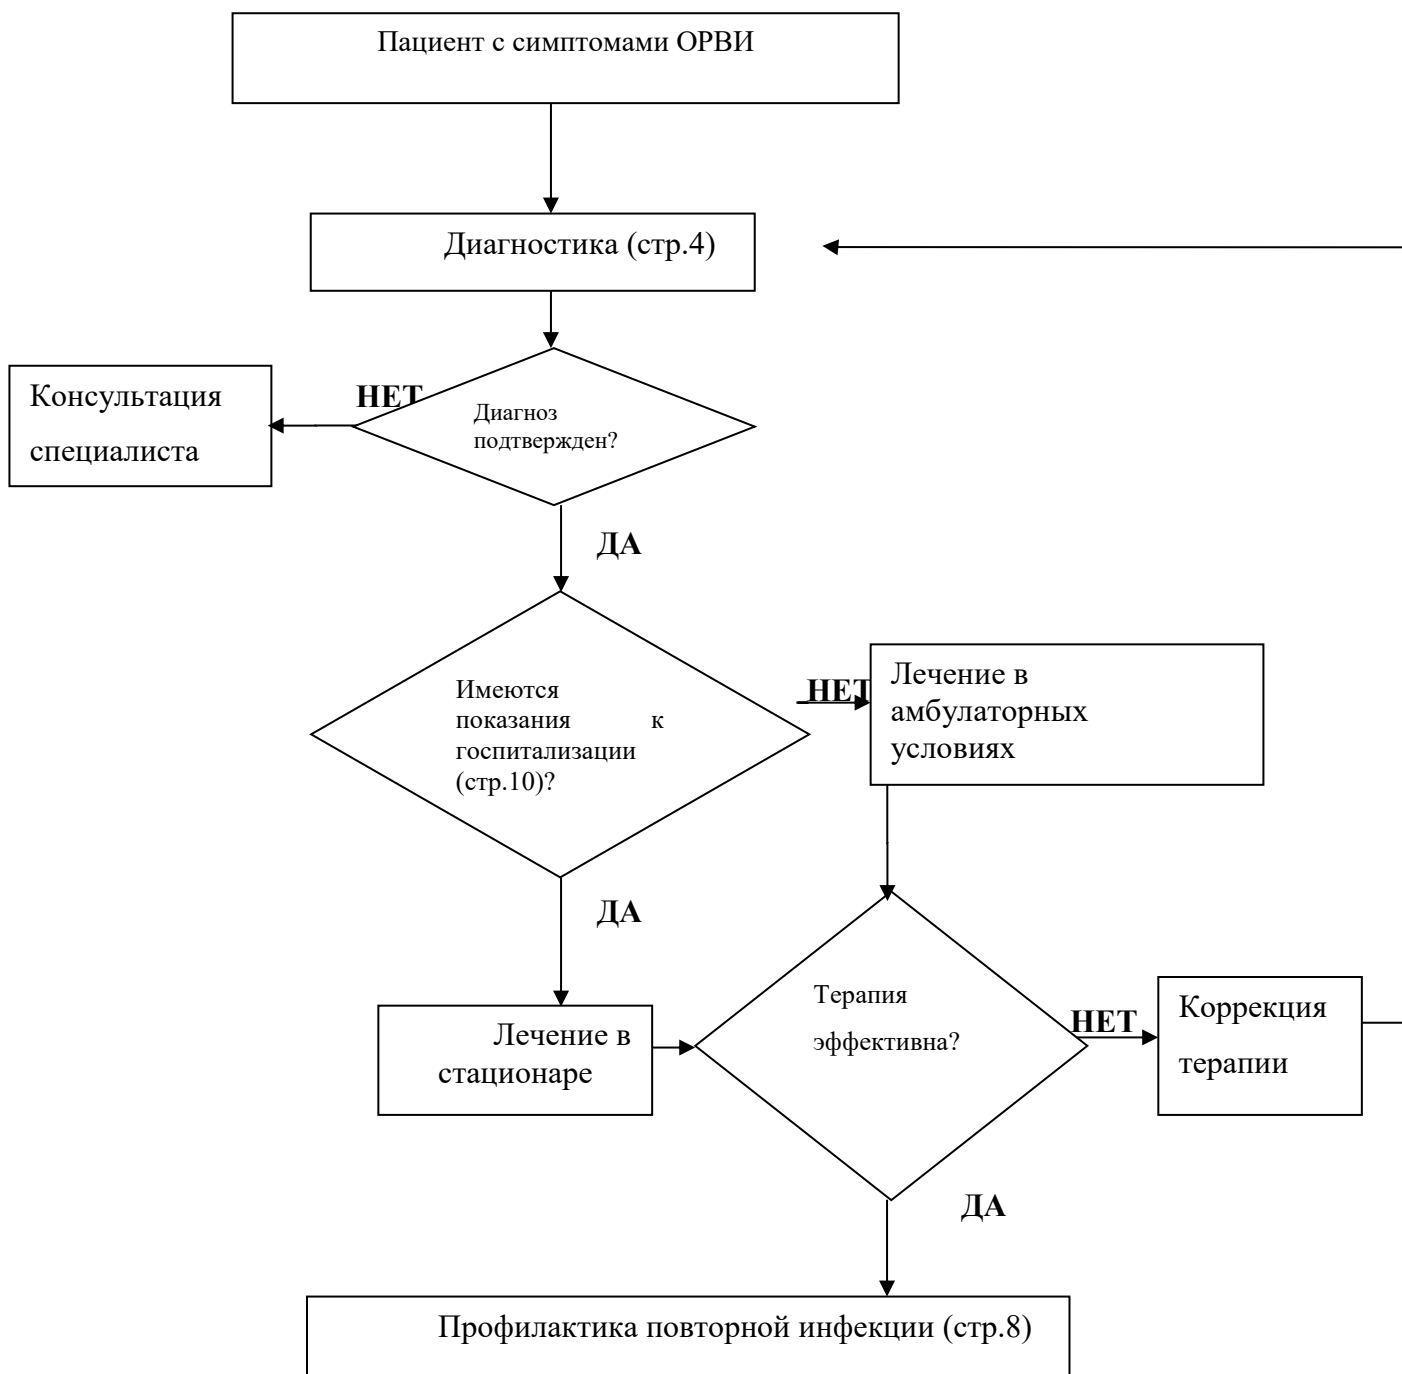 Пациент с симптомами ОРВИ
Диагностика (стр.4)
Консультация
специалиста
НЕТ
Диагноз
подтвержден?
ДА
Имеются
показания к
госпитализации
(стр.10)?
НЕТ
Лечение в
амбулаторных
условиях
ДА
Лечение в
стационаре
Терапия
эффективна?
НЕТ
Коррекция
терапии
ДА
Профилактика повторной инфекции (стр.8)